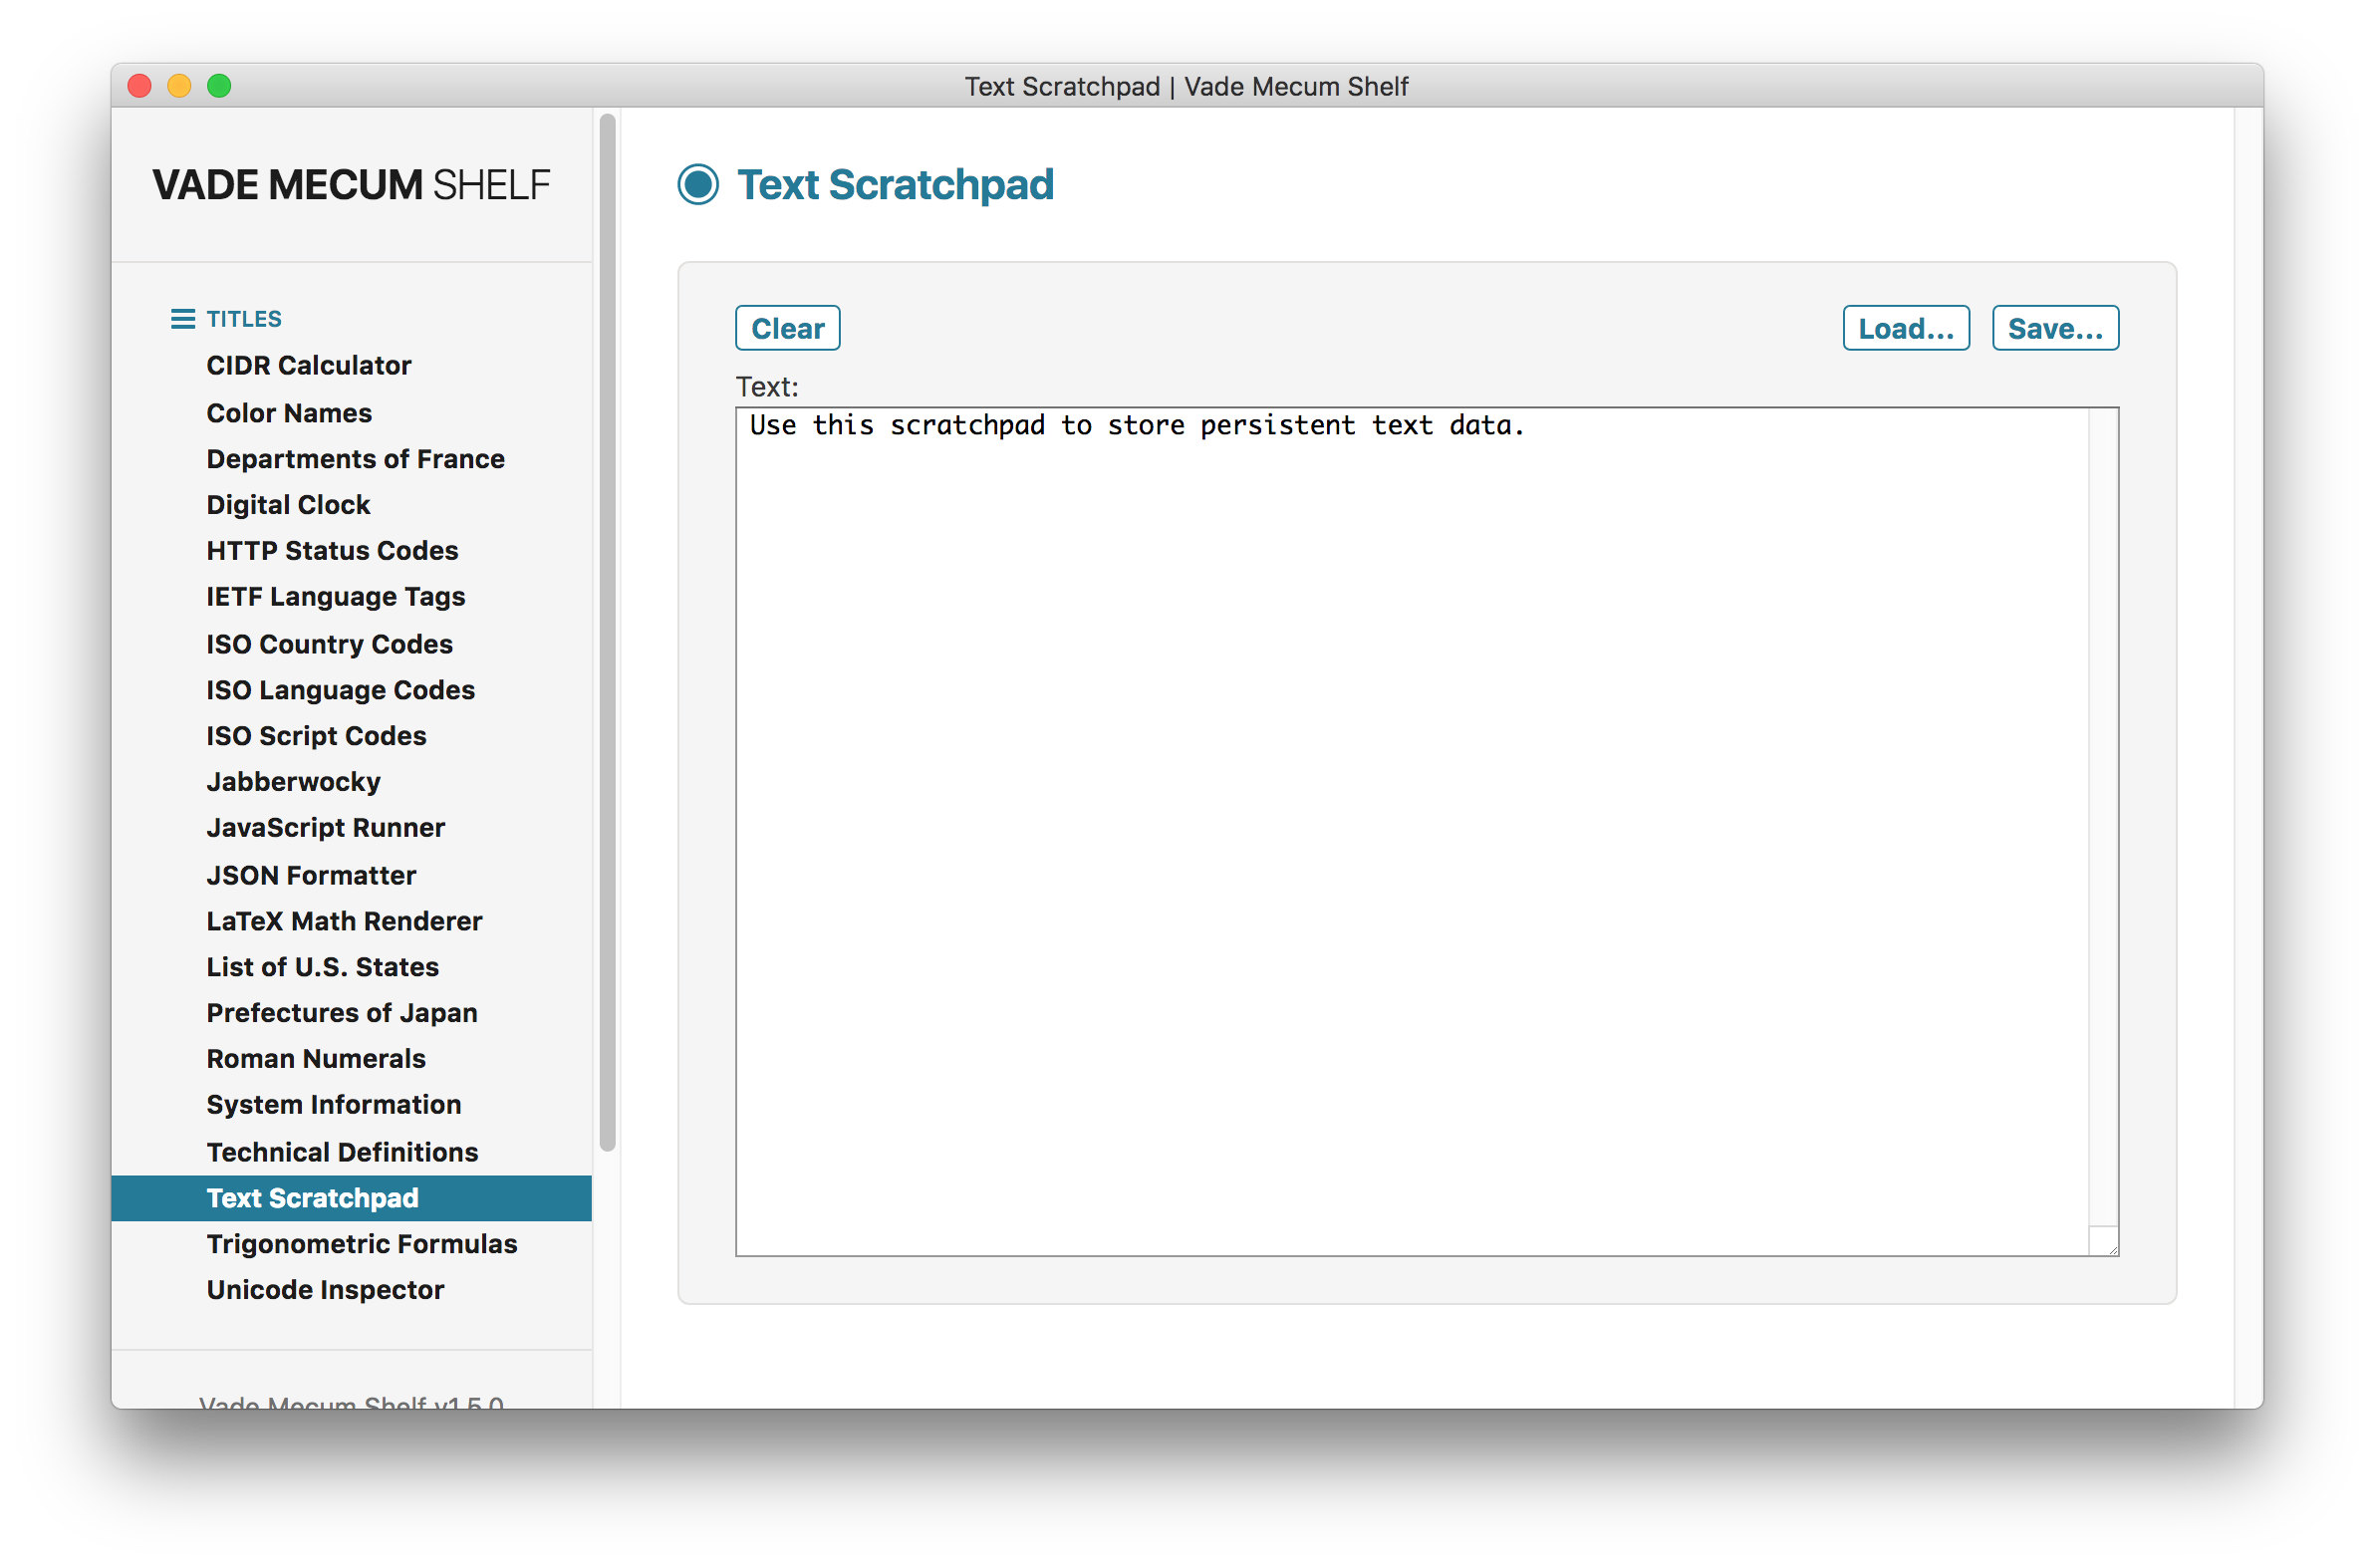 Text Scratchpad | Vade Mecum Shelf
VADE MECUM SHELF
TITLES
CIDR Calculator
Color Names
Departments of France
Digital Clock
HTTP Status Codes
IETF Language Tags
ISO Country Codes
ISO Language Codes
ISO Script Codes
Jabberwocky
JavaScript Runner
JSON Formatter
LaTeX Math Renderer
List of U.S. States
Prefectures of Japan
Roman Numerals
System Information
Technical Definitions
Text Scratchpad
Trigonometric Formulas
Unicode Inspector
Vade Mecum Shelf v1.5.0
Text Scratchpad
Clear
Load...
Save...
Text:
Use this scratchpad to store persistent text data.